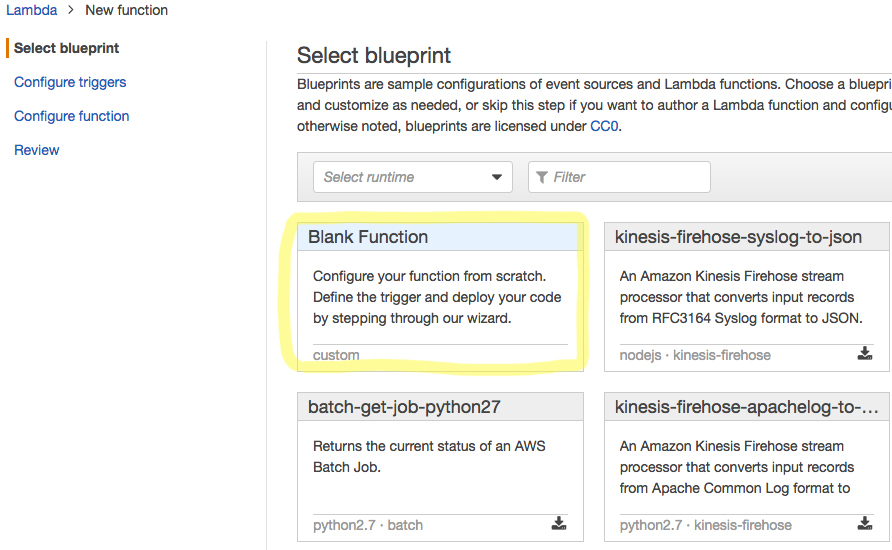 Lambda > New function
Select blueprint
Configure triggers
Configure function
Review
Select blueprint
Blueprints are sample configurations of event sources and Lambda functions. Choose a bluepri
and customize as needed, or skip this step if you want to author a Lambda function and configu
otherwise noted, blueprints are licensed under CC0.
Select runtime
Filter
Blank Function
Configure your function from scratch.
Define the trigger and deploy your code
by stepping through our wizard.
custom
kinesis-firehose-syslog-to-json
An Amazon Kinesis Firehose stream
processor that converts input records
from RFC3164 Syslog format to JSON.
nodejs · kinesis-firehose
batch-get-job-python27
Returns the current status of an AWS
Batch Job.
python2.7 · batch
kinesis-firehose-apachelog-to-…
An Amazon Kinesis Firehose stream
processor that converts input records
from Apache Common Log format to
python2.7 · kinesis-firehose